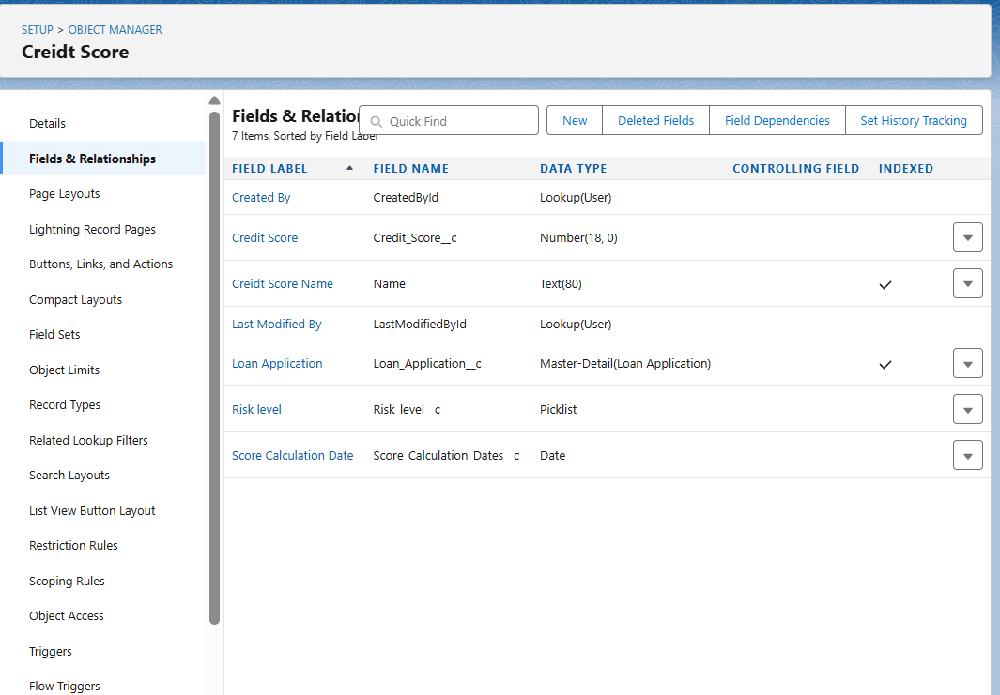 SETUP > OBJECT MANAGER
Creidt Score
Details
Fields & Relationships
Page Layouts
Lightning Record Pages
Buttons, Links, and Actions
Compact Layouts
Field Sets
Object Limits
Record Types
Related Lookup Filters
Search Layouts
List View Button Layout
Restriction Rules
Scoping Rules
Object Access
Triggers
Flow Triggers
Fields & Relation
7 Items, Sorted by Field Label
Quick Find
New Deleted Fields Field Dependencies Set History Tracking
FIELD LABEL FIELD NAME DATA TYPE CONTROLLING FIELD INDEXED
Created By CreatedById Lookup(User)
Credit Score Credit_Score__c Number(18, 0)
Creidt Score Name Name Text(80)
Last Modified By LastModifiedById Lookup(User)
Loan Application Loan_Application__c Master-Detail(Loan Application)
Risk level Risk_level__c Picklist
Score Calculation Date Score_Calculation_Dates__c Date